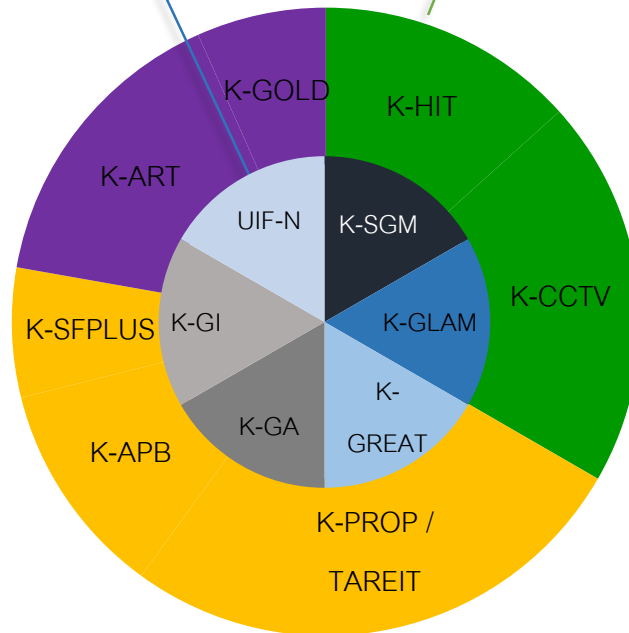 K-GOLD
K-HIT
K-ART
UIF-N
K-SGM
K-CCTV
K-SFPLUS
K-GI
K-GLAM
K-
GREAT
K-GA
K-APB
K-PROP /
TAREIT